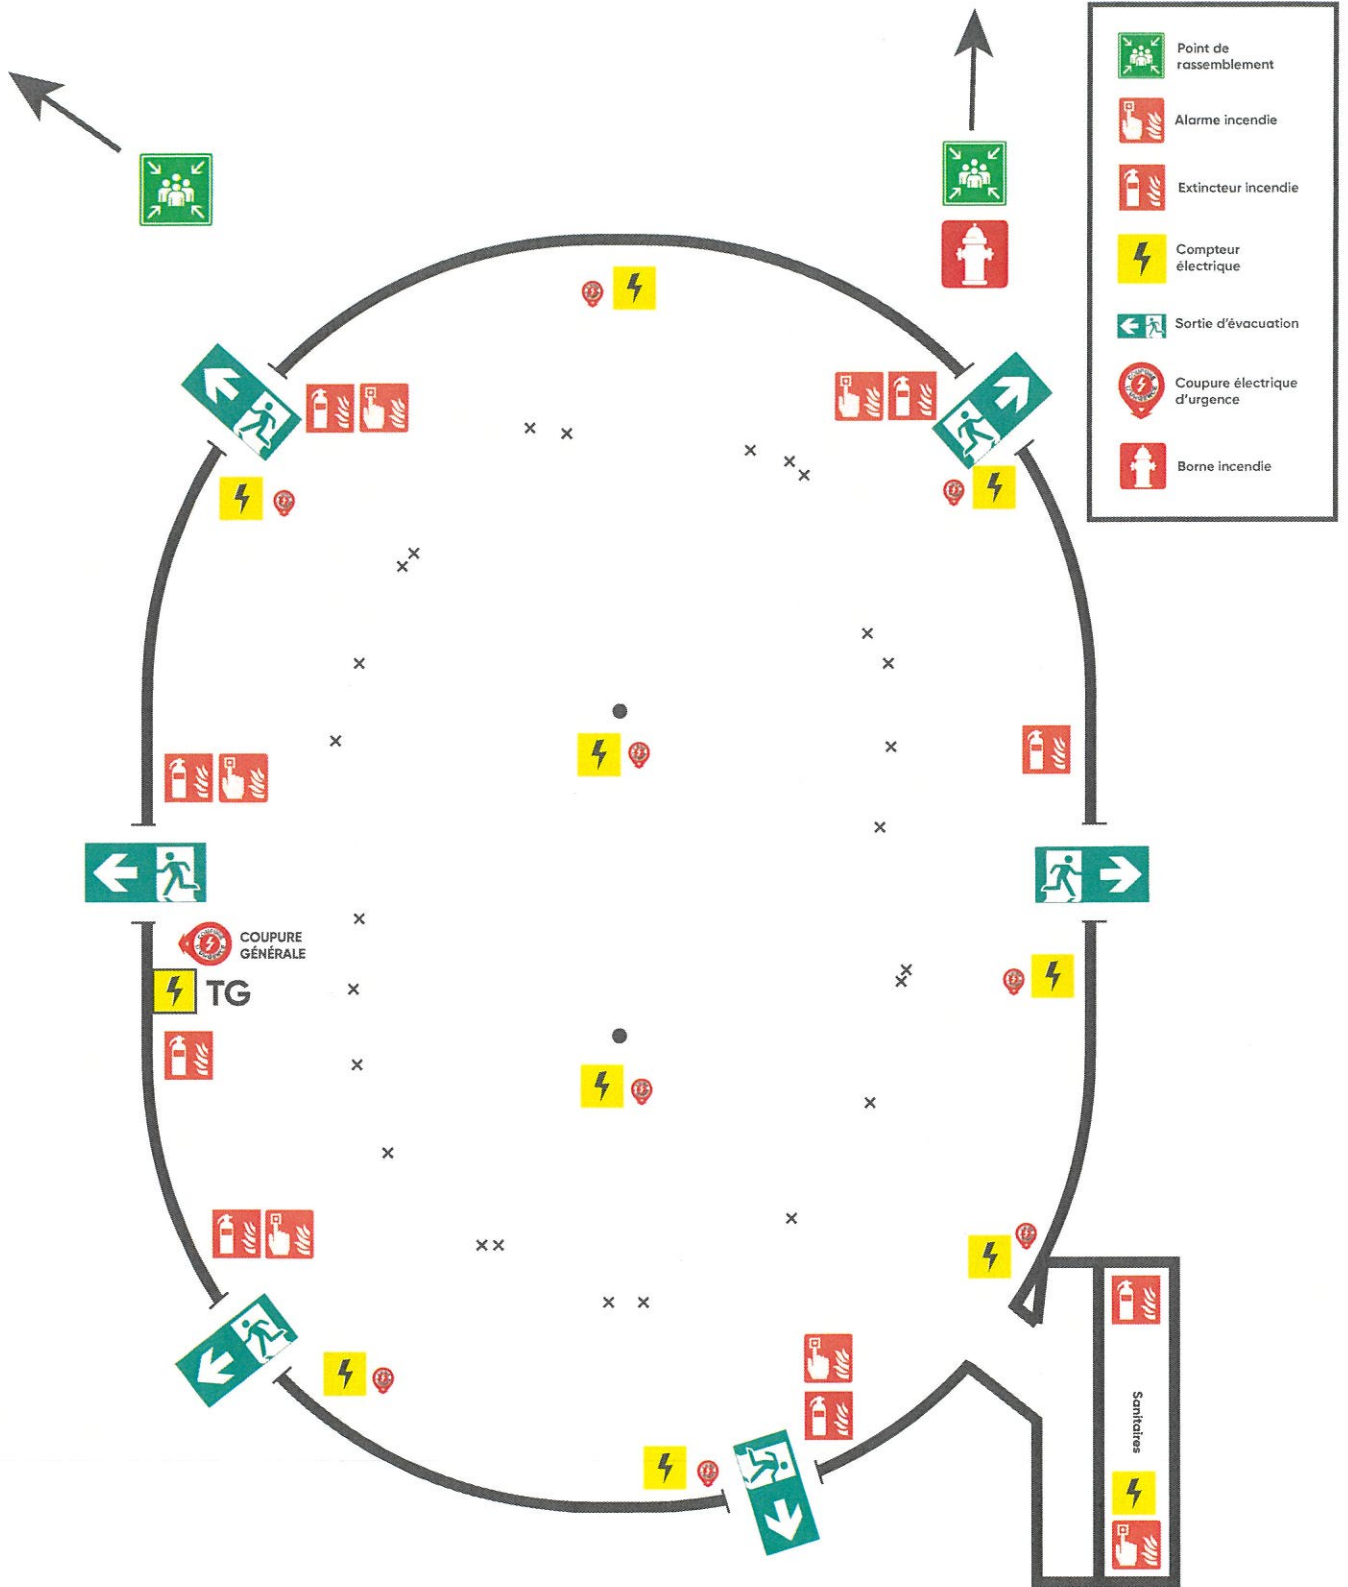 Point de
rassemblement
Alarme incendie
Extincteur incendie
Compteur
électrique
Sortie d'évacuation
Coupure électrique
d'urgence
Borne incendie
COUPURE
GÉNÉRALE
TG
Sanitaires